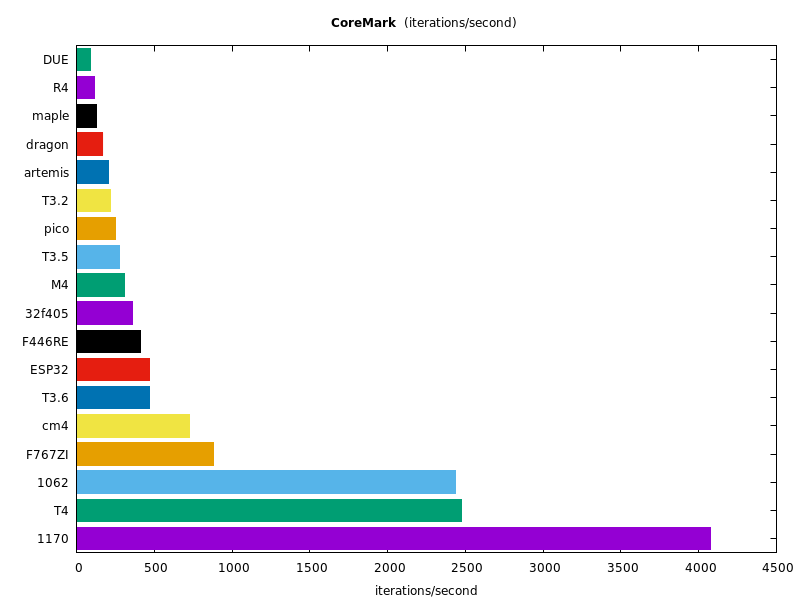 CoreMark (iterations/second)
DUE
R4
maple
dragon
artemis
T3.2
pico
T3.5
M4
32f405
F446RE
ESP32
T3.6
cm4
F767ZI
1062
T4
1170
0 500 1000 1500 2000 2500 3000 3500 4000 4500
iterations/second